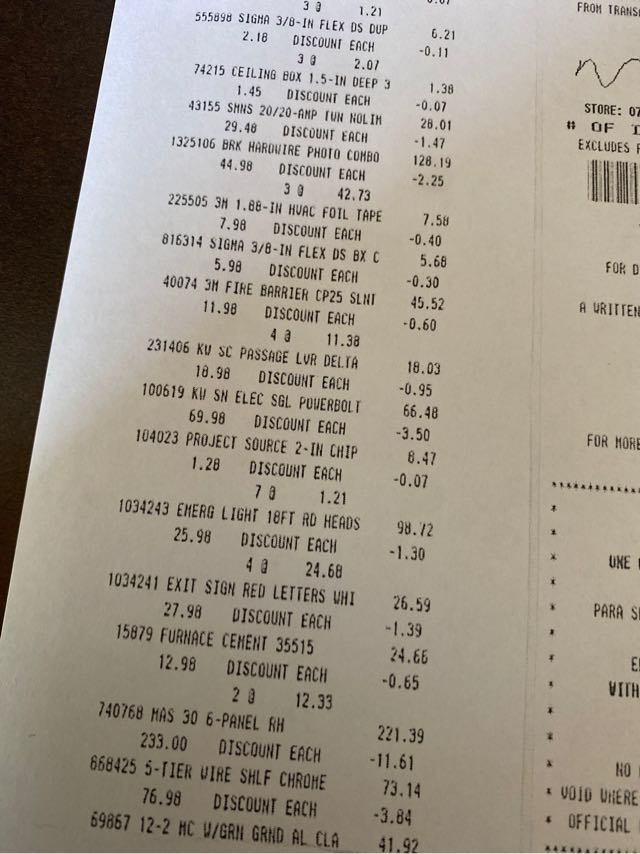 3 @ 1.21
555898 SIGMA 3/8-IN FLEX DS DUP 6.21
2.18 DISCOUNT EACH -0.11
3 @ 2.07
74215 CEILING BOX 1.5-IN DEEP 3 1.38
1.45 DISCOUNT EACH -0.07
43155 SMNS 20/20-AMP TWN NOLIM 28.01
29.48 DISCOUNT EACH -1.47
1325106 BRK HARDWIRE PHOTO COMBO 128.19
44.98 DISCOUNT EACH -2.25
3 @ 42.73
225505 3M 1.88-IN HVAC FOIL TAPE 7.58
7.98 DISCOUNT EACH -0.40
816314 SIGMA 3/8-IN FLEX DS BX C 5.68
5.98 DISCOUNT EACH -0.30
40074 3M FIRE BARRIER CP25 SLNT 45.52
11.98 DISCOUNT EACH -0.60
4 @ 11.38
231406 KW SC PASSAGE LVR DELTA 18.03
18.98 DISCOUNT EACH -0.95
100619 KW SN ELEC SGL POWERBOLT 66.48
69.98 DISCOUNT EACH -3.50
104023 PROJECT SOURCE 2-IN CHIP 8.47
1.28 DISCOUNT EACH -0.07
7 @ 1.21
1034243 EMERG LIGHT 18FT RD HEADS 98.72
25.98 DISCOUNT EACH -1.30
4 @ 24.68
1034241 EXIT SIGN RED LETTERS WHI 26.59
27.98 DISCOUNT EACH -1.39
15879 FURNACE CEMENT 35515 24.66
12.98 DISCOUNT EACH -0.65
2 @ 12.33
740768 MAS 30 6-PANEL RH 221.39
233.00 DISCOUNT EACH -11.61
668425 5-TIER WIRE SHLF CHROME 73.14
76.98 DISCOUNT EACH -3.84
69867 12-2 MC W/GRN GRND AL CLA 41.92
FROM TRANS
STORE: 07
# OF I
EXCLUDES F
FOR D
A WRITTEN
FOR MORE
***************
*
*
* ONE
*
* PARA S
*
* E
* WITH
*
*
* NO
* VOID WHERE
* OFFICIAL
***************